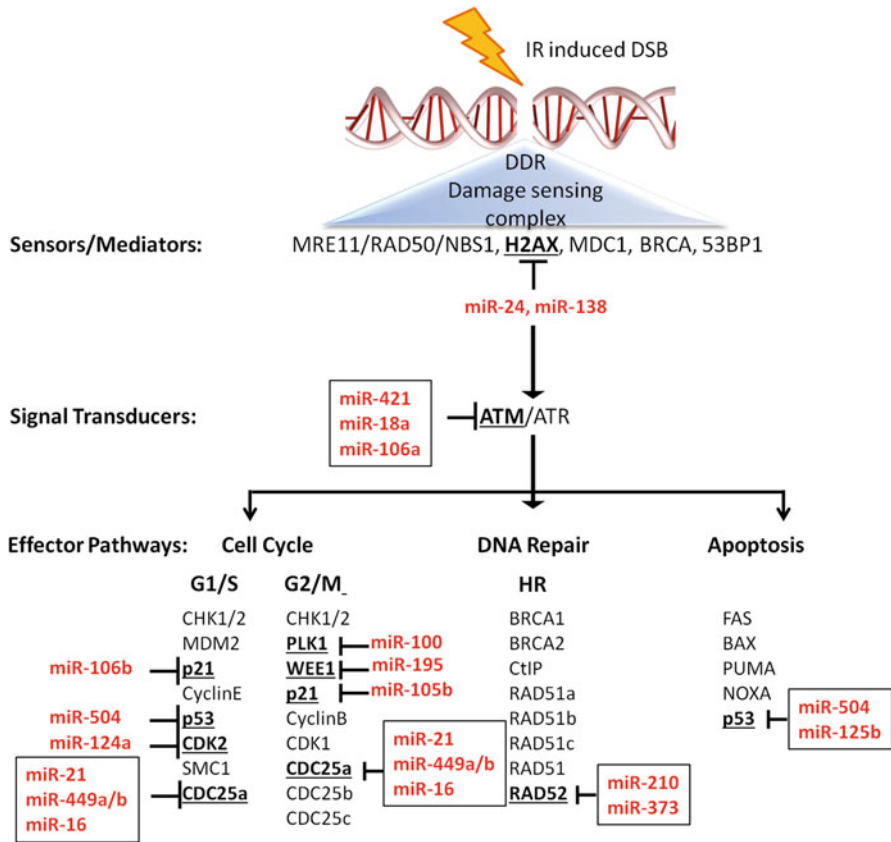 IR induced DSB
DDR
Damage sensing
complex
Sensors/Mediators: MRE11/RAD50/NBS1, H2AX, MDC1, BRCA, 53BP1
miR-24, miR-138
Signal Transducers:
miR-421
miR-18a
miR-106a
ATM/ATR
Effector Pathways: Cell Cycle DNA Repair Apoptosis
G1/S
CHK1/2
MDM2
miR-106b p21
CyclinE
miR-504 p53
miR-124a CDK2
SMC1
miR-21
miR-449a/b
miR-16
CDC25a
G2/M_
CHK1/2
PLK1 miR-100
WEE1 miR-195
p21 miR-105b
CyclinB
CDK1
CDC25a
miR-21
miR-449a/b
miR-16
CDC25b
CDC25c
HR
BRCA1
BRCA2
CtIP
RAD51a
RAD51b
RAD51c
RAD51
RAD52
miR-210
miR-373
FAS
BAX
PUMA
NOXA
p53
miR-504
miR-125b